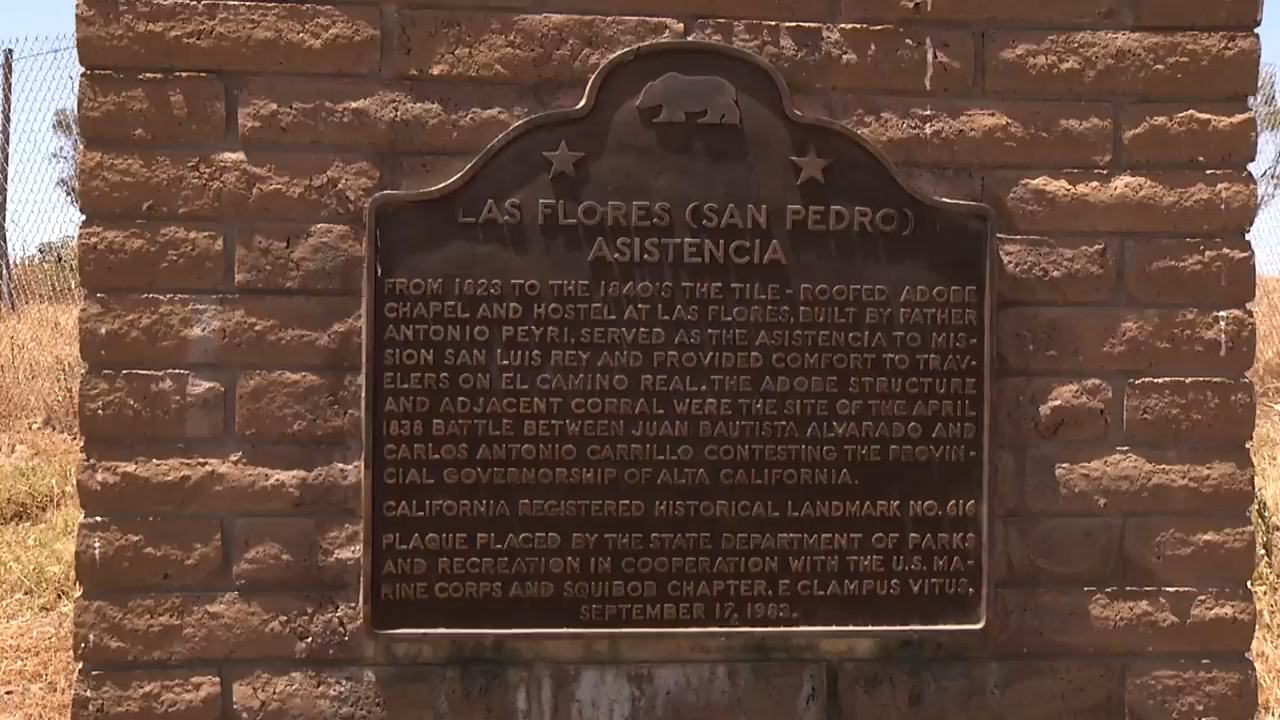 LAS FLORES (SAN PEDRO)
ASISTENCIA
FROM 1823 TO THE 1840'S THE TILE-ROOFED ADOBE
CHAPEL AND HOSTEL AT LAS FLORES, BUILT BY FATHER
ANTONIO PEYRI, SERVED AS THE ASISTENCIA TO MIS-
SION SAN LUIS REY AND PROVIDED COMFORT TO TRAV-
ELERS ON EL CAMINO REAL. THE ADOBE STRUCTURE
AND ADJACENT CORRAL WERE THE SITE OF THE APRIL
1838 BATTLE BETWEEN JUAN BAUTISTA ALVARADO AND
CARLOS ANTONIO CARRILLO CONTESTING THE PROVIN-
CIAL GOVERNORSHIP OF ALTA CALIFORNIA.
CALIFORNIA REGISTERED HISTORICAL LANDMARK NO. 616
PLAQUE PLACED BY THE STATE DEPARTMENT OF PARKS
AND RECREATION IN COOPERATION WITH THE U.S. MA-
RINE CORPS AND SQUIBOB CHAPTER, E CLAMPUS VITUS,
SEPTEMBER 17, 1983.